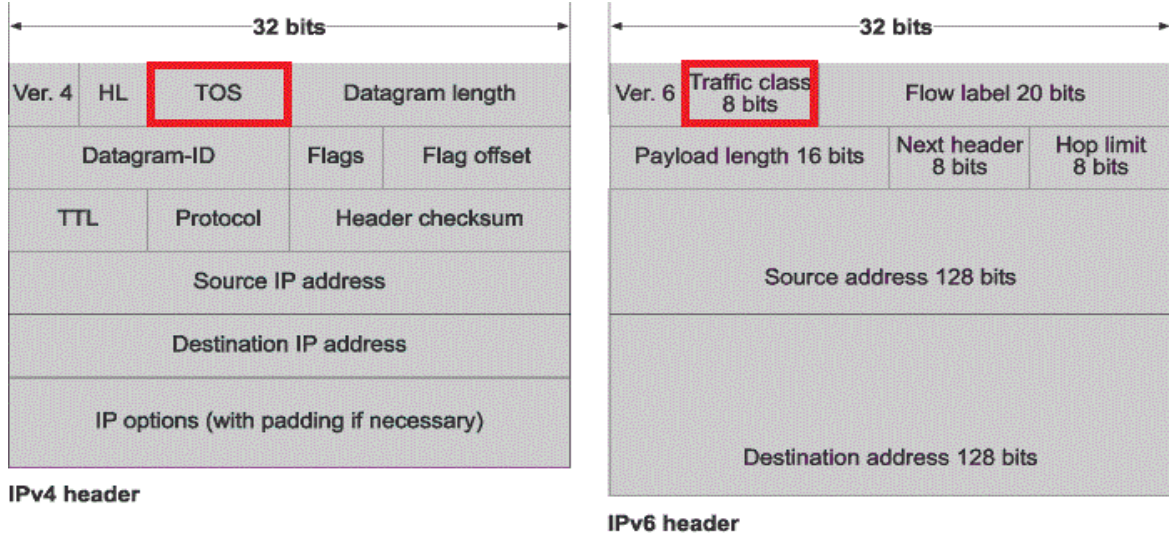 32 bits
Ver. 4 HL TOS Datagram length
Datagram-ID Flags Flag offset
TTL Protocol Header checksum
Source IP address
Destination IP address
IP options (with padding if necessary)
IPv4 header
32 bits
Ver. 6 Traffic class 8 bits Flow label 20 bits
Payload length 16 bits Next header 8 bits Hop limit 8 bits
Source address 128 bits
Destination address 128 bits
IPv6 header